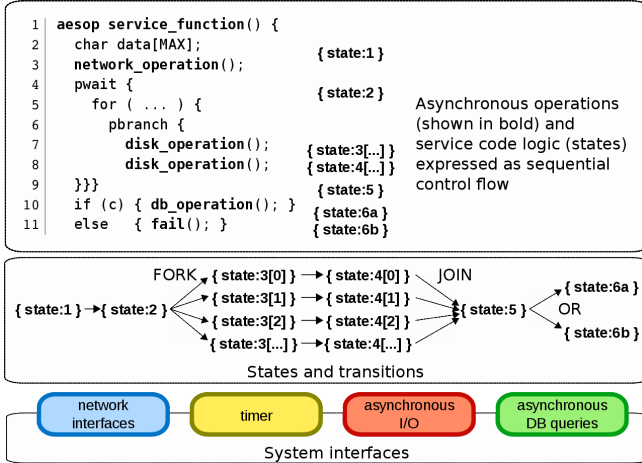 1 aesop service_function() {
2 char data[MAX];
3 network_operation();
4 pwait {
5 for ( ... ) {
6 pbranch {
7 disk_operation();
8 disk_operation();
9 }}}
10 if (c) { db_operation(); }
11 else { fail(); }
{ state:1 }
{ state:2 }
{ state:3[...] }
{ state:4[...] }
{ state:5 }
{ state:6a }
{ state:6b }
Asynchronous operations
(shown in bold) and
service code logic (states)
expressed as sequential
control flow
FORK
JOIN
{ state:1 }
{ state:2 }
{ state:3[0] }
{ state:4[0] }
{ state:3[1] }
{ state:4[1] }
{ state:3[2] }
{ state:4[2] }
{ state:3[...] }
{ state:4[...] }
{ state:5 }
{ state:6a }
OR
{ state:6b }
States and transitions
network
interfaces
timer
asynchronous
I/O
asynchronous
DB queries
System interfaces